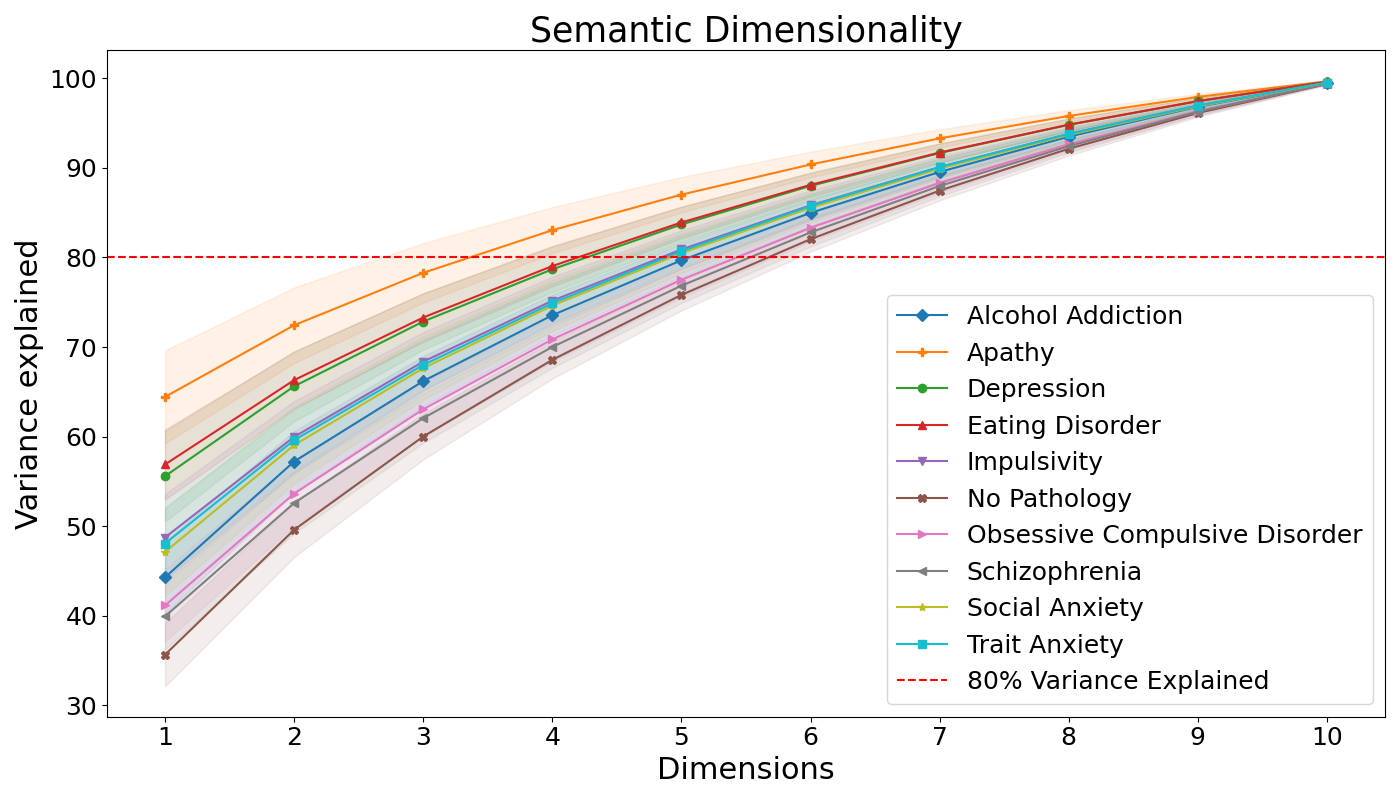 Semantic Dimensionality
Variance explained
100
90
80
70
60
50
40
30
Alcohol Addiction
Apathy
Depression
Eating Disorder
Impulsivity
No Pathology
Obsessive Compulsive Disorder
Schizophrenia
Social Anxiety
Trait Anxiety
80% Variance Explained
1 2 3 4 5 6 7 8 9 10
Dimensions